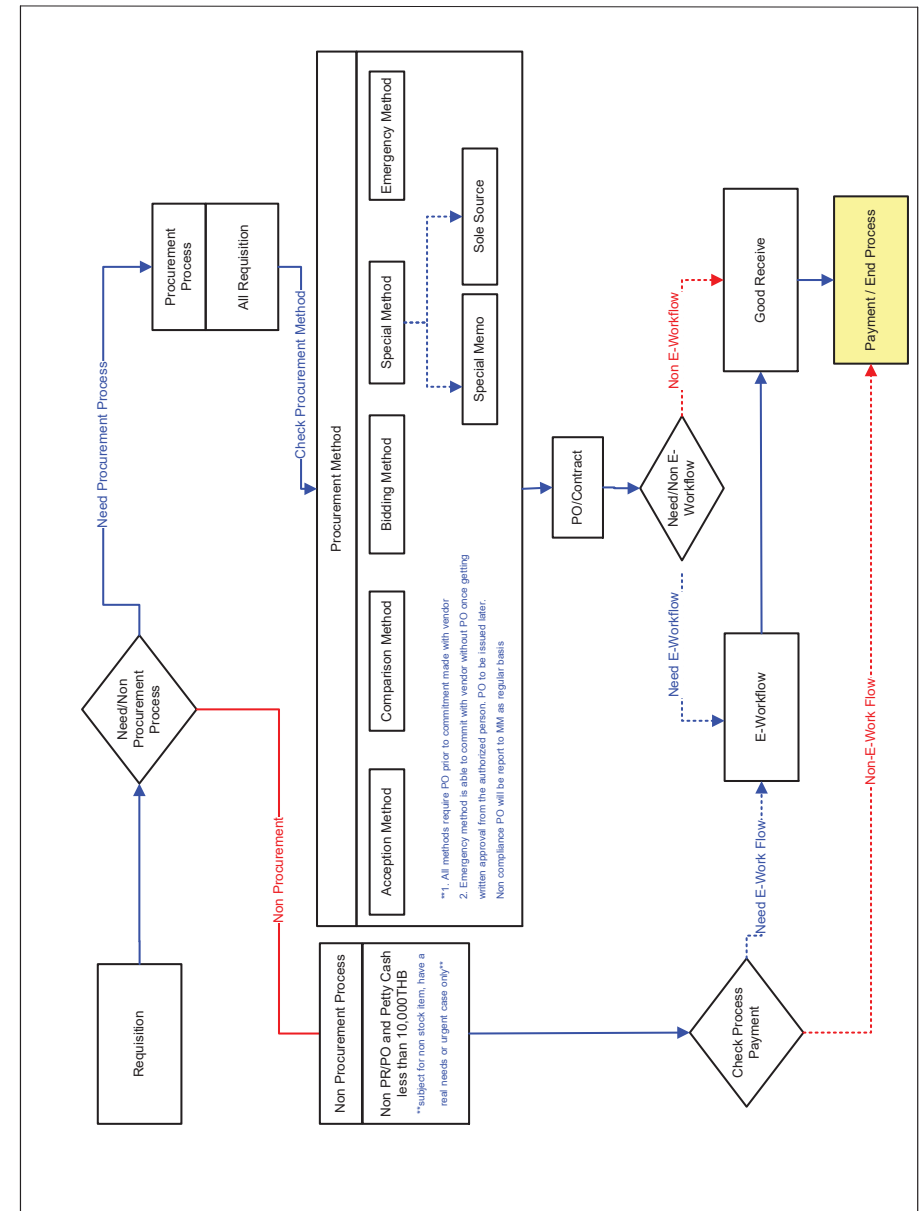 Requisition
Need/Non
Procurement
Process
Need Procurement Process
Procurement
Process
All Requisition
Non Procurement
Check Procurement Method
Non Procurement Process
Non PR/PO and Petty Cash
less than 10,000THB
**subject for non stock item, have a
real needs or urgent case only**
Procurement Method
Acception Method
Comparison Method
Bidding Method
Special Method
Emergency Method
Special Memo
Sole Source
**1. All methods require PO prior to commitment made with vendor
2. Emergency method is able to commit with vendor without PO once getting
written approval from the authorized person. PO to be issued later.
Non compliance PO will be report to MM as regular basis
PO/Contract
Need/Non E-
Workflow
Need E-Workflow
Non E-Workflow
Check Process
Payment
Need E-Work Flow
E-Workflow
Good Receive
Non-E-Work Flow
Payment / End Process